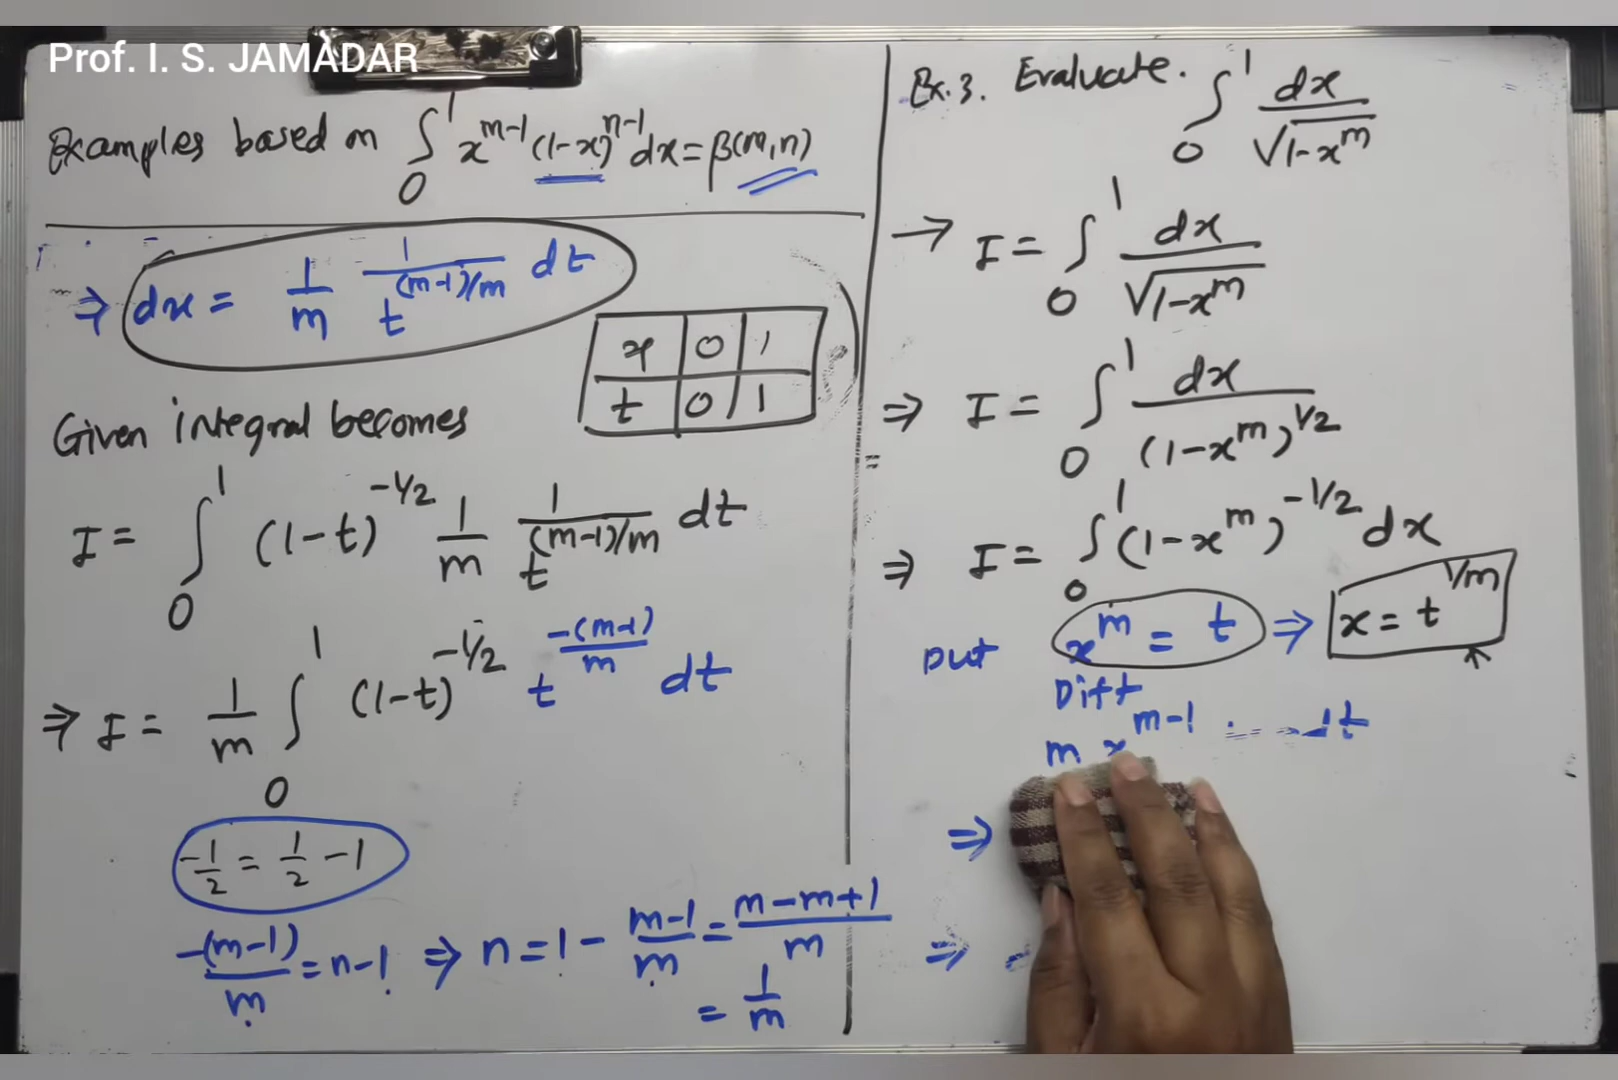 Prof. I. S. JAMADAR
Examples based on ∫₀¹ x^{m-1} (1-x)^{n-1} dx = β(m,n)
⇒ dx = 1/m 1/t^{(m-1)/m} dt
x 0 1
t 0 1
Given integral becomes
I = ∫₀¹ (1-t)^{-1/2} 1/m 1/t^{(m-1)/m} dt
⇒ I = 1/m ∫₀¹ (1-t)^{-1/2} t^{-(m-1)/m} dt
-1/2 = 1/2 - 1
-(m-1)/m = n-1 ⇒ n = 1 - (m-1)/m = (m-m+1)/m
= 1/m
Ex.3. Evaluate. ∫₀¹ dx/√(1-x^m)
→ I = ∫₀¹ dx/√(1-x^m)
⇒ I = ∫₀¹ dx/(1-x^m)^{1/2}
⇒ I = ∫₀¹ (1-x^m)^{-1/2} dx
put x^m = t ⇒ x = t^{1/m}
Diff
m x^{m-1} dt
⇒
⇒